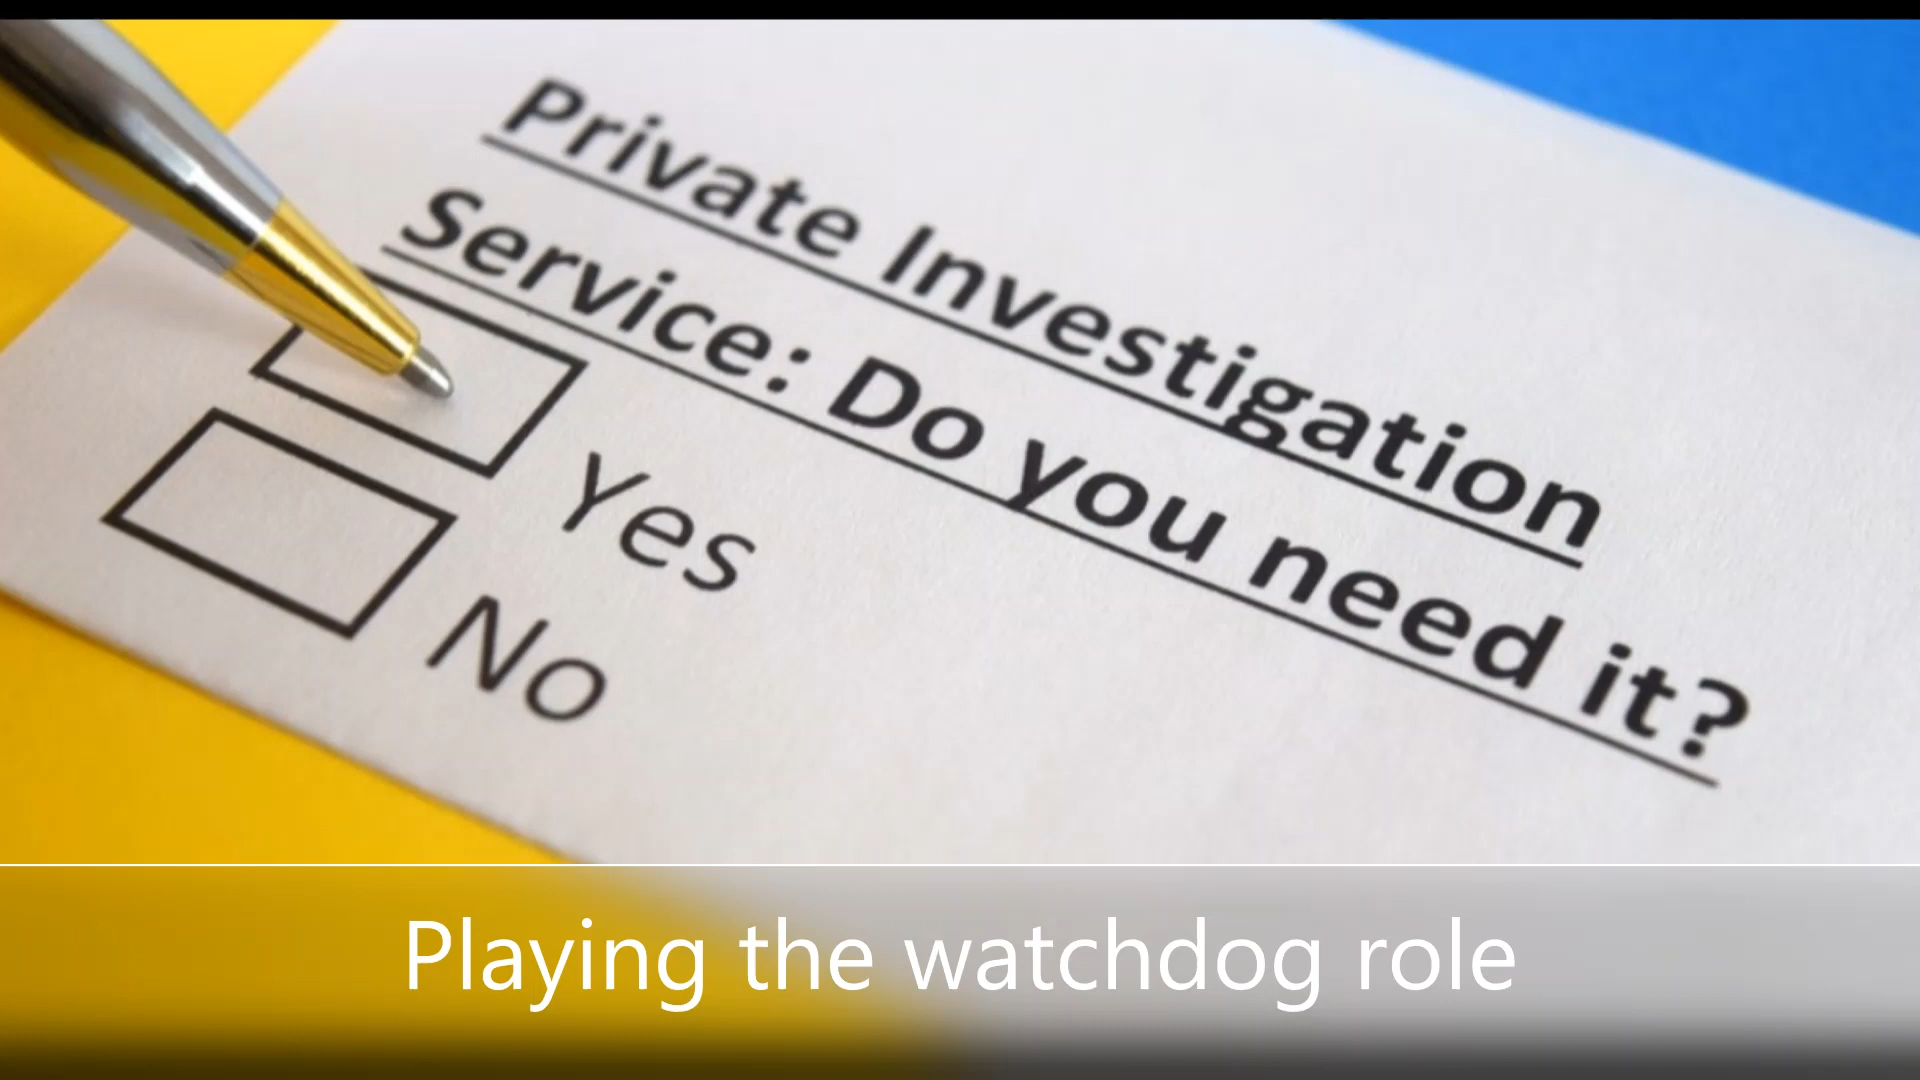 Private Investigation
Service: Do you need it?
Yes
No
Playing the watchdog role